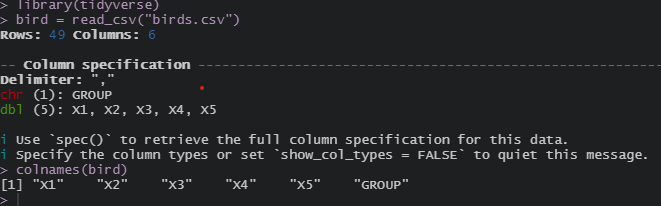 > library(tidyverse)
> bird = read_csv("birds.csv")
Rows: 49 Columns: 6
-- Column specification --------------------------------------------------------
Delimiter: ","
chr (1): GROUP
dbl (5): X1, X2, X3, X4, X5
i Use `spec()` to retrieve the full column specification for this data.
i Specify the column types or set `show_col_types = FALSE` to quiet this message.
> colnames(bird)
[1] "X1"    "X2"    "X3"    "X4"    "X5"    "GROUP"
>